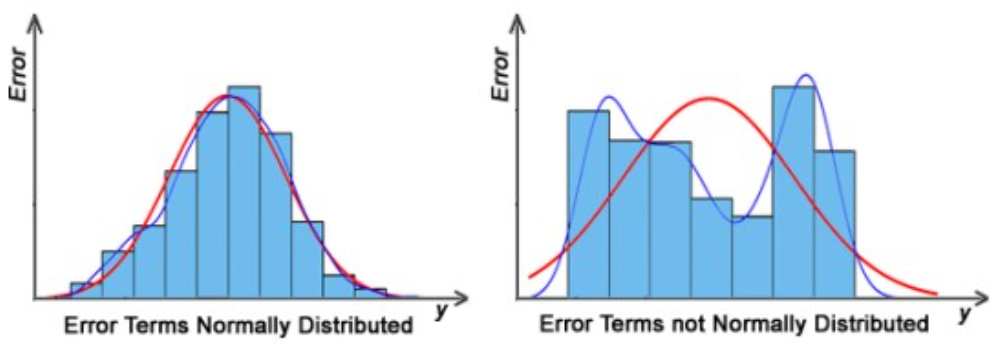 Error
y
Error Terms Normally Distributed
Error
y
Error Terms not Normally Distributed